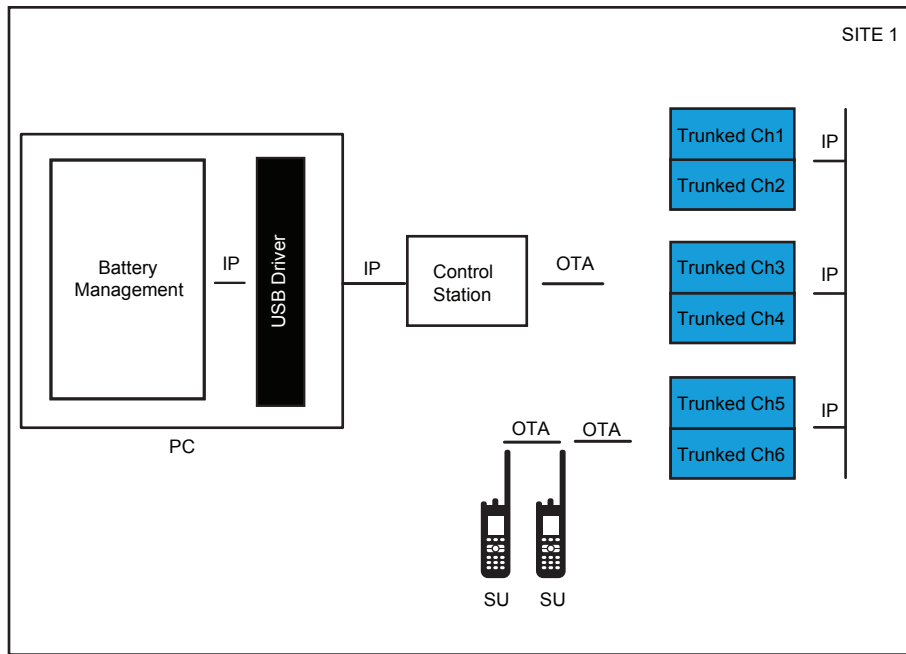 SITE 1
Trunked Ch1
IP
Trunked Ch2
Battery
Management
IP
USB Driver
IP
Control
Station
OTA
Trunked Ch3
IP
Trunked Ch4
PC
OTA
OTA
Trunked Ch5
IP
Trunked Ch6
SU
SU